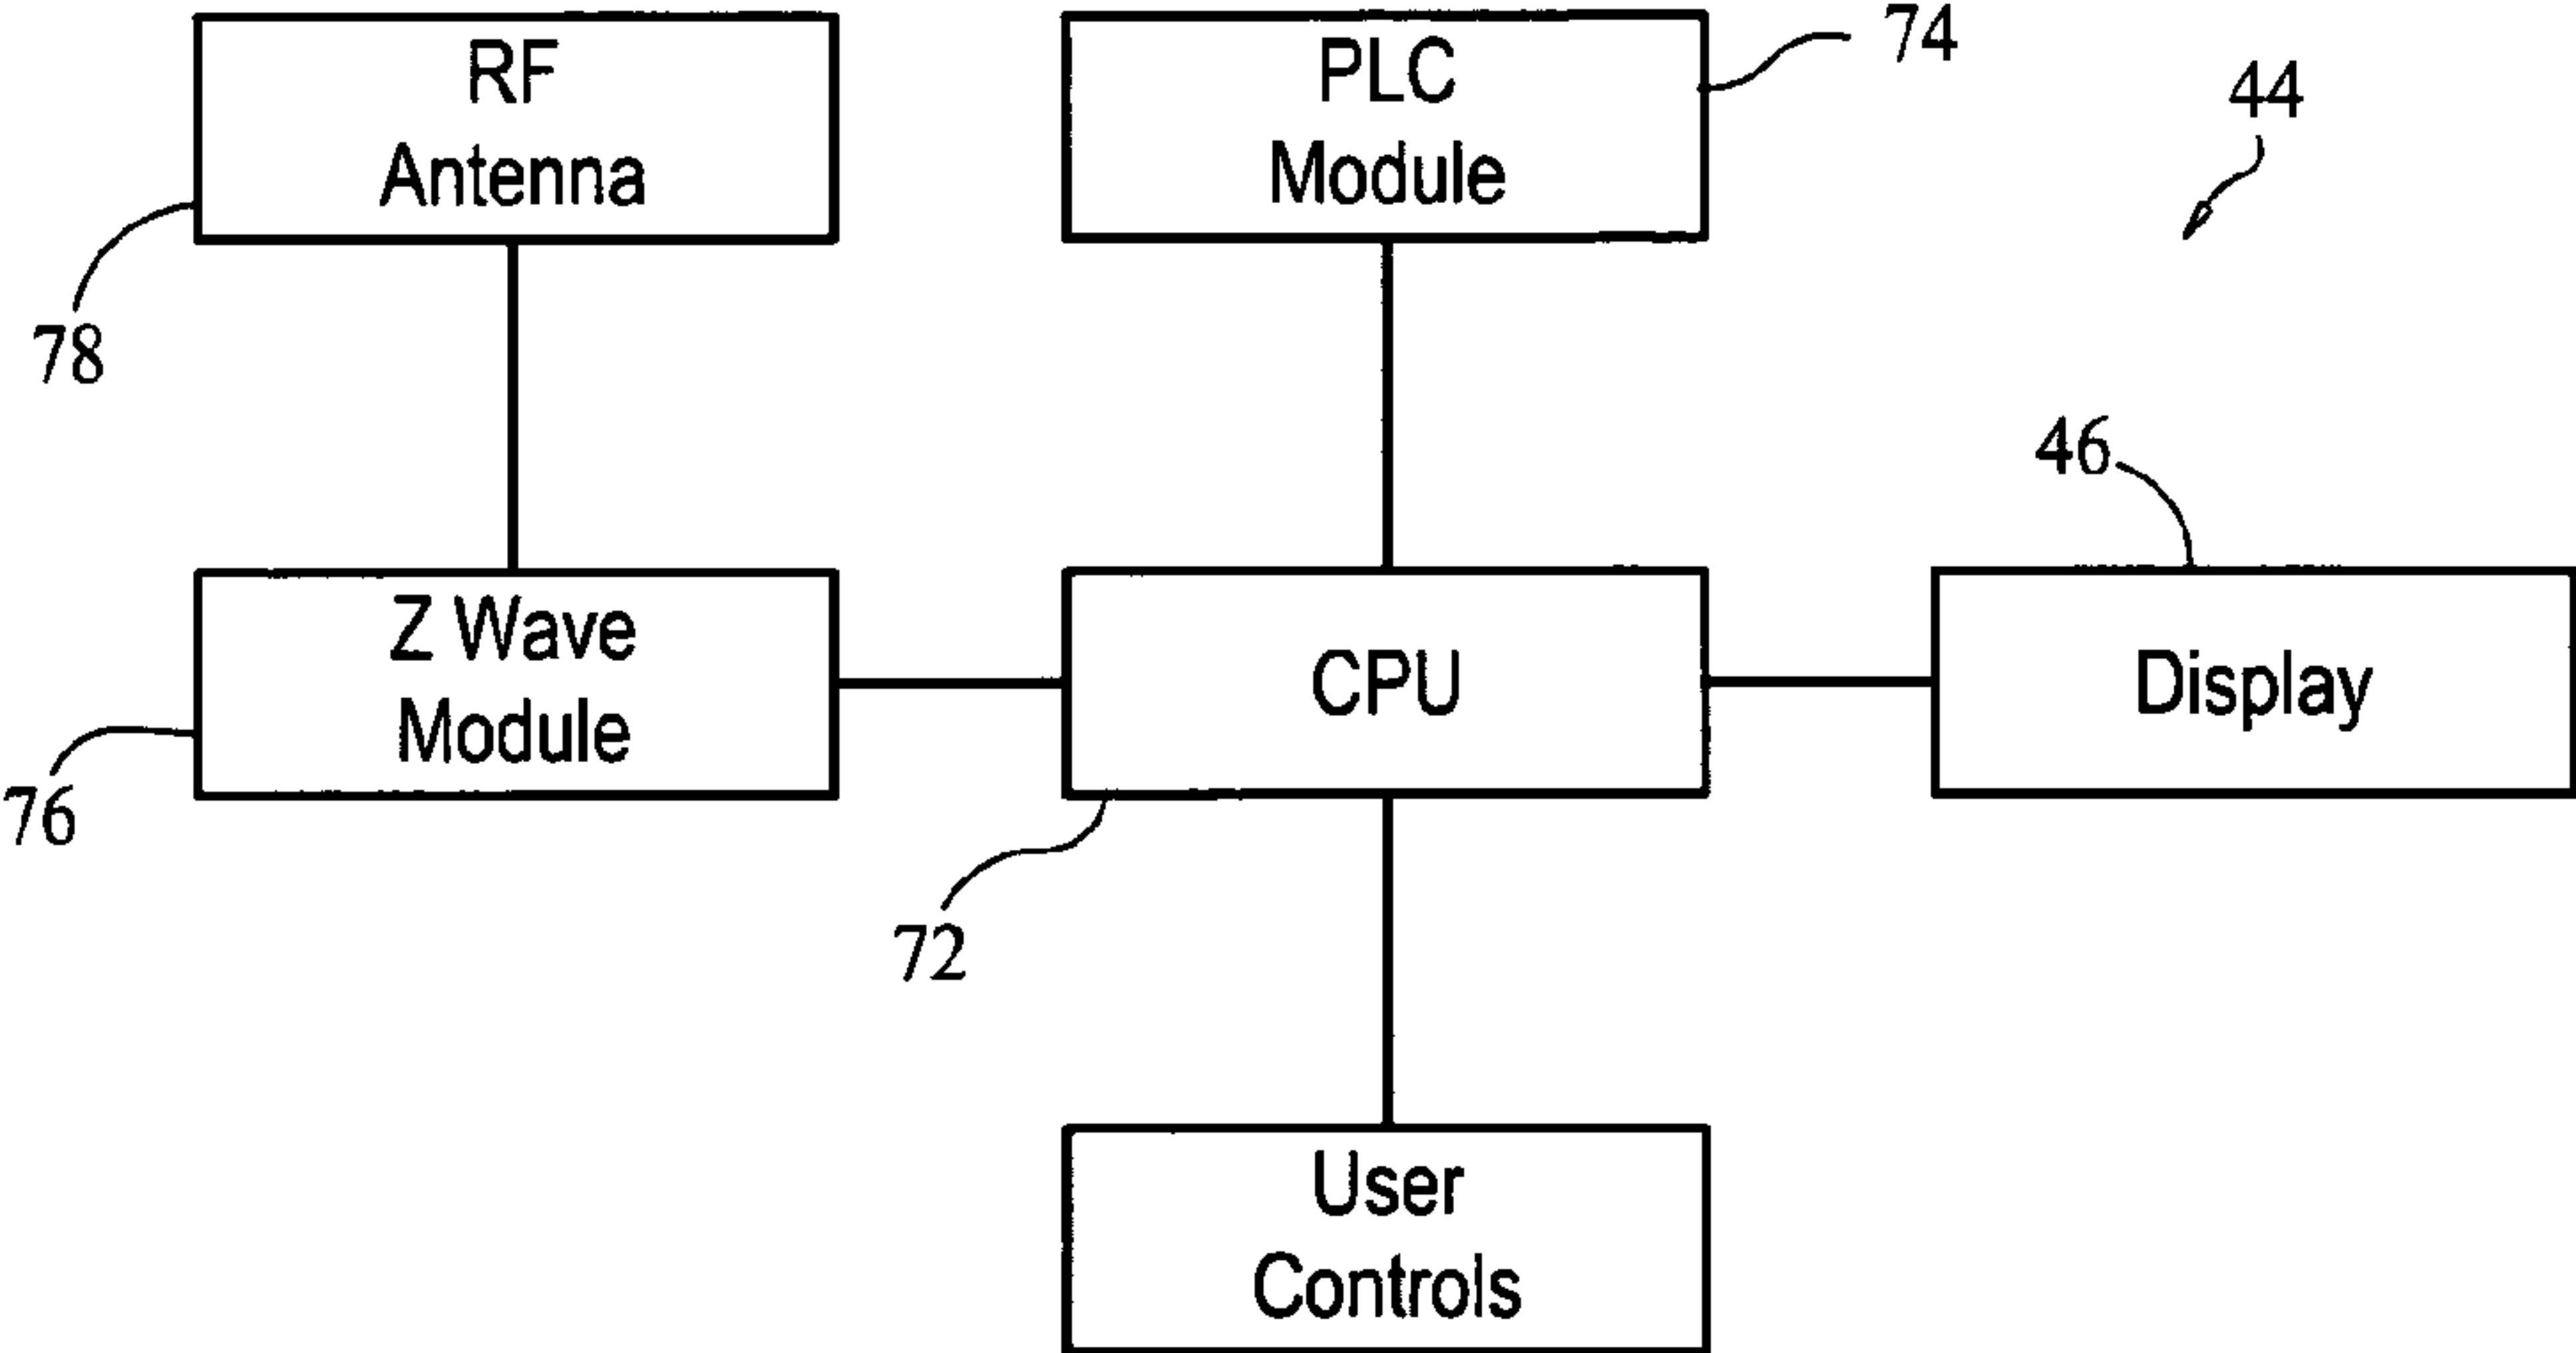 RF
Antenna
78
PLC
Module
74
44
Z Wave
Module
76
CPU
72
46
Display
User
Controls